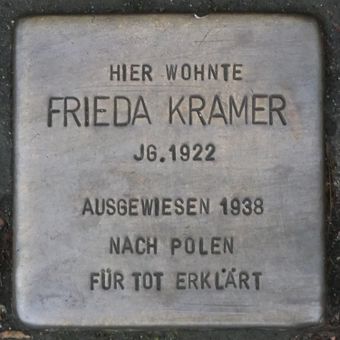 HIER WOHNTE
FRIEDA KRAMER
JG. 1922
AUSGEWIESEN 1938
NACH POLEN
FÜR TOT ERKLÄRT